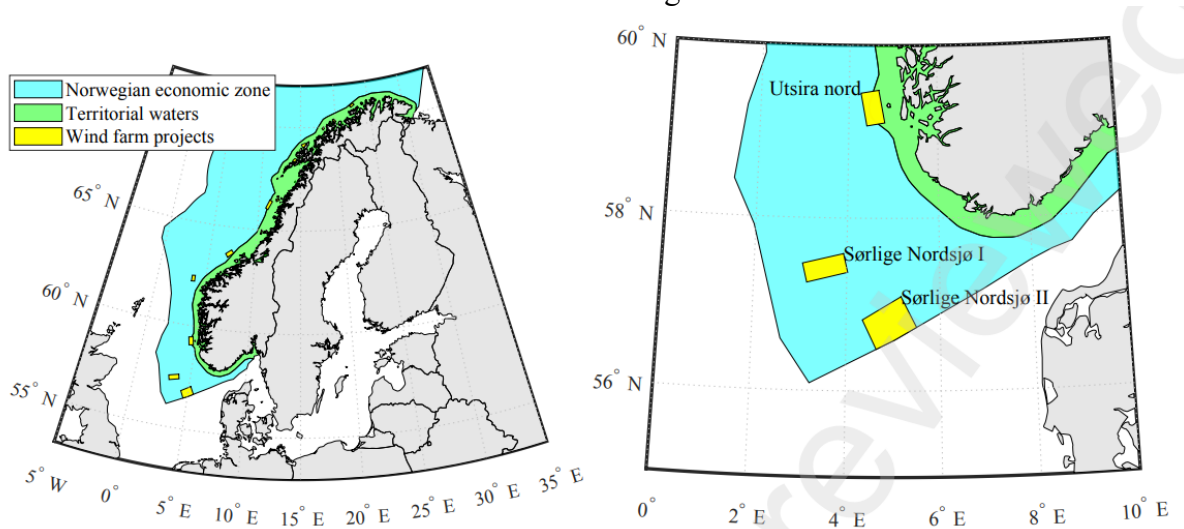 Norwegian economic zone
Territorial waters
Wind farm projects
65° N
60° N
55° N
5° W
0°
5° E
10° E
15° E
20° E
25° E
30° E
35° E
60° N
58° N
56° N
Utsira nord
Sørlige Nordsjø I
Sørlige Nordsjø II
0°
2° E
4° E
6° E
8° E
10° E